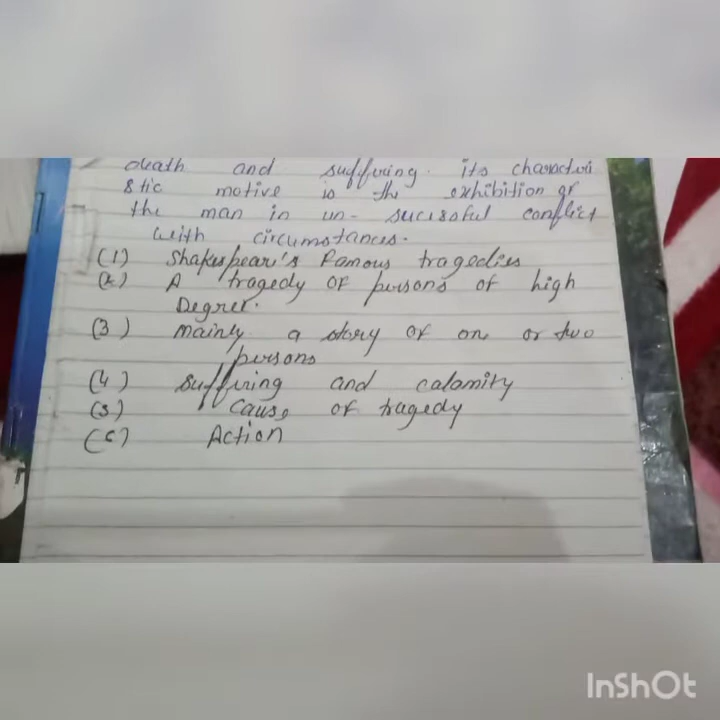 death and suffering. its characteri
stic motive is the exhibition of
the man in un- sucessful conflict
with circumstances.
(1) Shakespear's Famous tragedies
(2) A tragedy of persons of high
Degree.
(3) mainly a story of one or two
persons
(4) suffring and calamity
(5) Cause of tragedy
(6) Action
InShOt